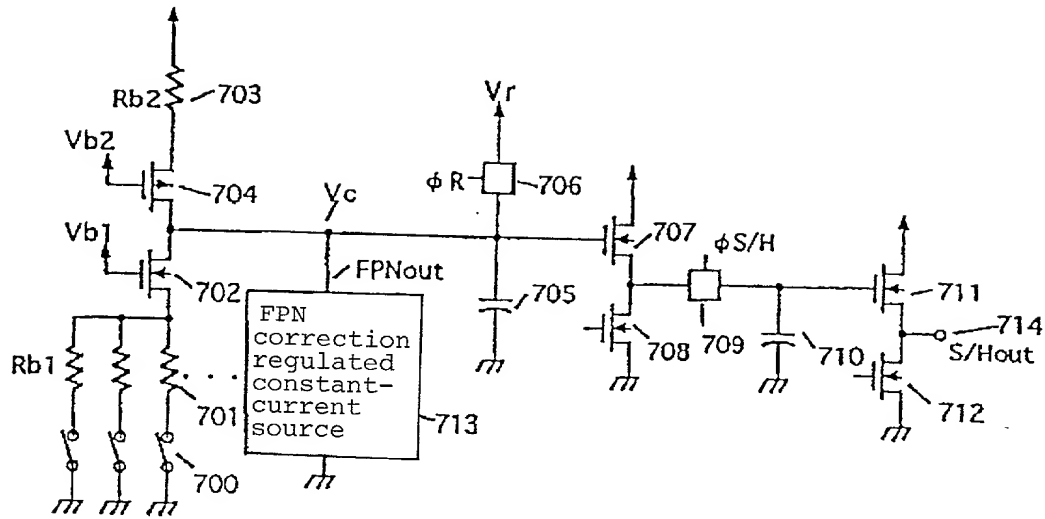 Rb2
703
Vb2
704
Vr
φR
706
Vc
Vb1
702
FPNout
705
707
φS/H
708
709
710
711
714
S/Hout
712
Rb1
701
700
FPN
correction
regulated
constant-
current
source
713